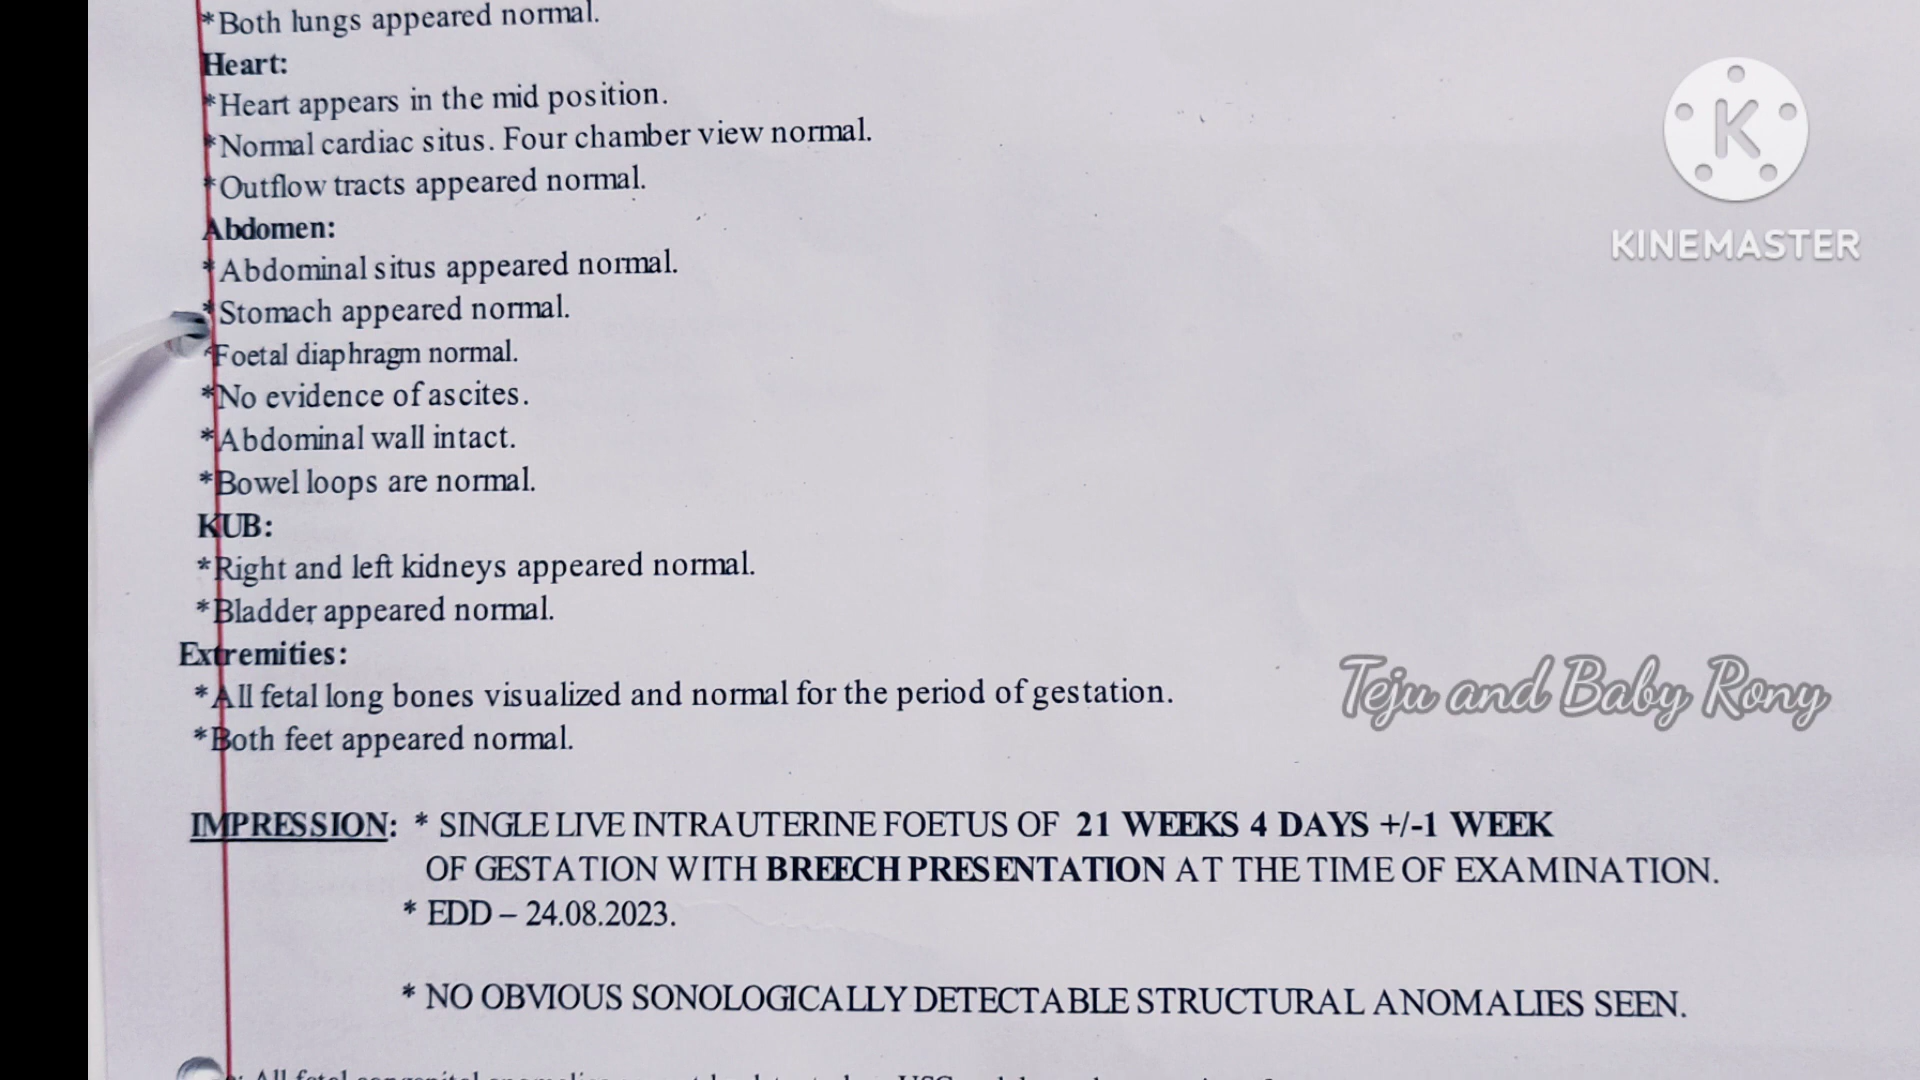 *Both lungs appeared normal.
Heart:
*Heart appears in the mid position.
*Normal cardiac situs. Four chamber view normal.
*Outflow tracts appeared normal.
Abdomen:
*Abdominal situs appeared normal.
*Stomach appeared normal.
*Foetal diaphragm normal.
*No evidence of ascites.
*Abdominal wall intact.
*Bowel loops are normal.
KUB:
*Right and left kidneys appeared normal.
*Bladder appeared normal.
Extremities:
*All fetal long bones visualized and normal for the period of gestation.
*Both feet appeared normal.
IMPRESSION: * SINGLE LIVE INTRAUTERINE FOETUS OF 21 WEEKS 4 DAYS +/-1 WEEK
OF GESTATION WITH BREECH PRESENTATION AT THE TIME OF EXAMINATION.
* EDD – 24.08.2023.
* NO OBVIOUS SONOLOGICALLY DETECTABLE STRUCTURAL ANOMALIES SEEN.
K
KINEMASTER
Teju and Baby Rony